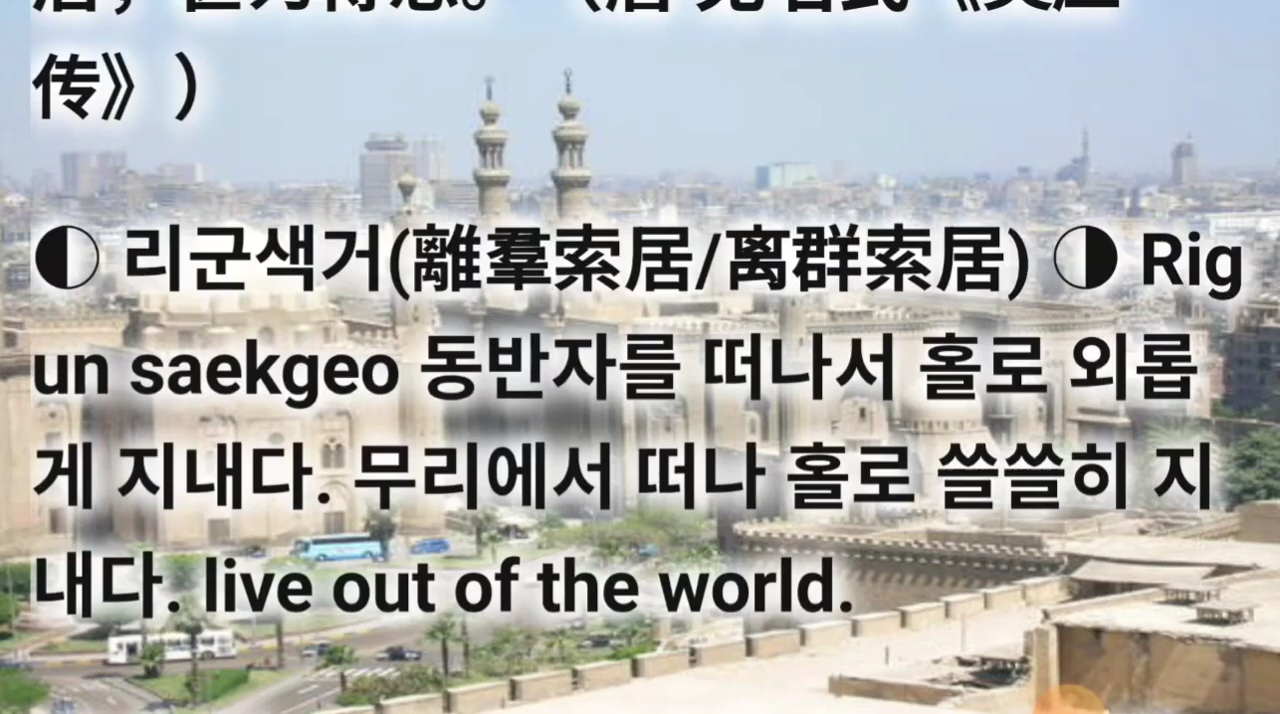 传》）
◐ 리군색거(離羣索居/离群索居) ◑ Rig
un saekgeo 동반자를 떠나서 홀로 외롭
게 지내다. 무리에서 떠나 홀로 쓸쓸히 지
내다. live out of the world.